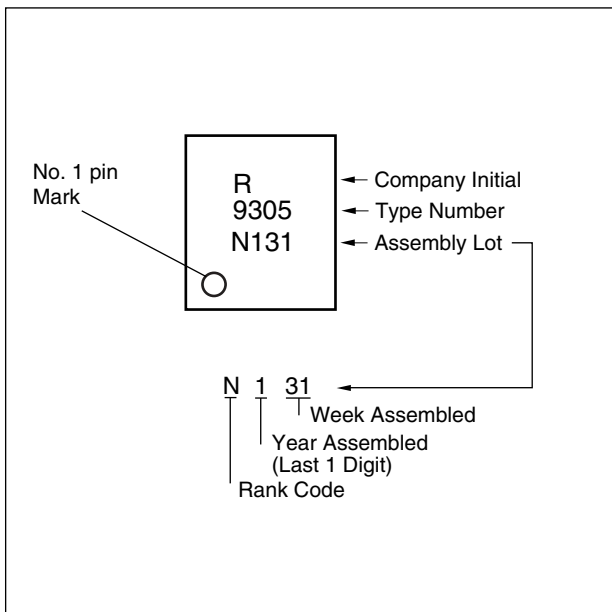 No. 1 pin
Mark
R
9305
N131
Company Initial
Type Number
Assembly Lot
N 1 31
Week Assembled
Year Assembled
(Last 1 Digit)
Rank Code